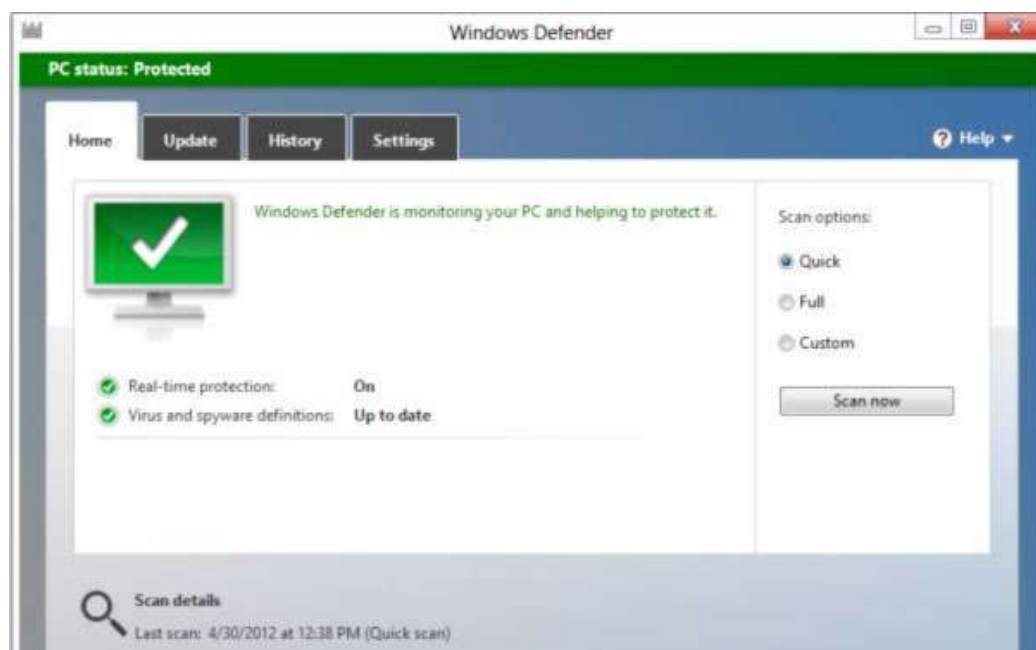 Windows Defender
PC status: Protected
Home
Update
History
Settings
Help
Windows Defender is monitoring your PC and helping to protect it.
Real-time protection: On
Virus and spyware definitions: Up to date
Scan options:
Quick
Full
Custom
Scan now
Scan details
Last scan: 4/30/2012 at 12:38 PM (Quick scan)